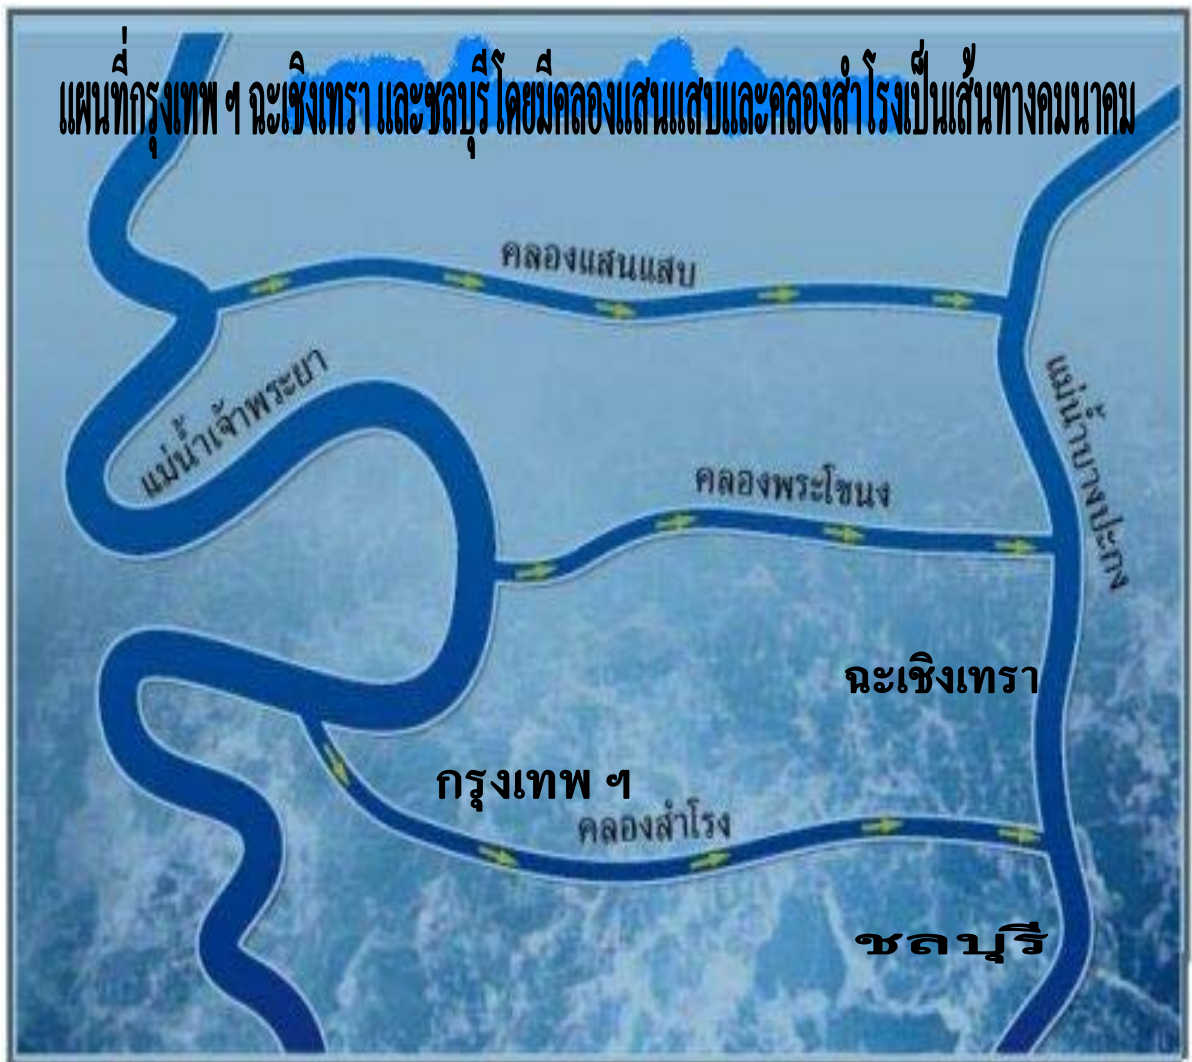 แผนที่กรุงเทพ ฯ ฉะเชิงเทรา และชลบุรีโดยมีคลองแสนแสบและคลองสำโรงเป็นเส้นทางคมนาคม
คลองแสนแสบ
แม่น้ำเจ้าพระยา
แม่น้ำบางปะกง
คลองพระโขนง
ฉะเชิงเทรา
กรุงเทพ ฯ
คลองสำโรง
ชลบุรี